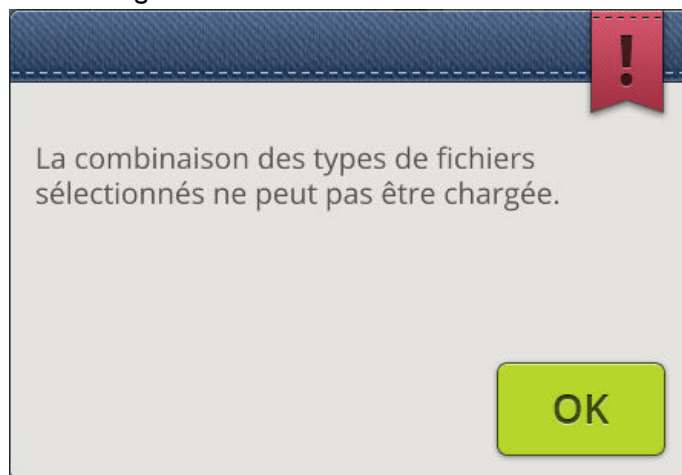 !
La combinaison des types de fichiers
sélectionnés ne peut pas être chargée.
OK